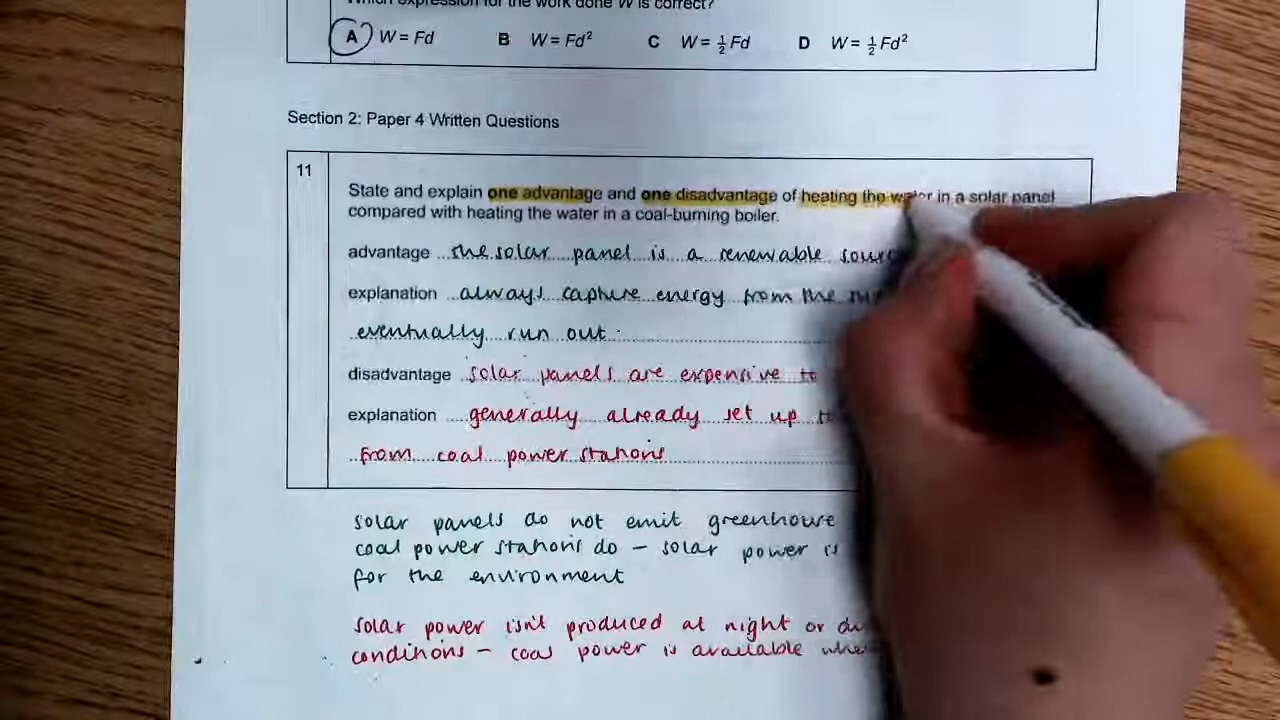 Which expression for the work done W is correct?
A W = Fd B W = Fd² C W = ½Fd D W = ½Fd²
Section 2: Paper 4 Written Questions
11
State and explain one advantage and one disadvantage of heating the water in a solar panel
compared with heating the water in a coal-burning boiler.
advantage the solar panel is a renewable
explanation always capture energy from the
eventually run out.
disadvantage solar panels are expensive to
explanation generally already set up
from coal power stations
solar panels do not emit greenhouse
coal power stations do – solar power is
for the environment
solar power isn't produced at night or
conditions – coal power is available